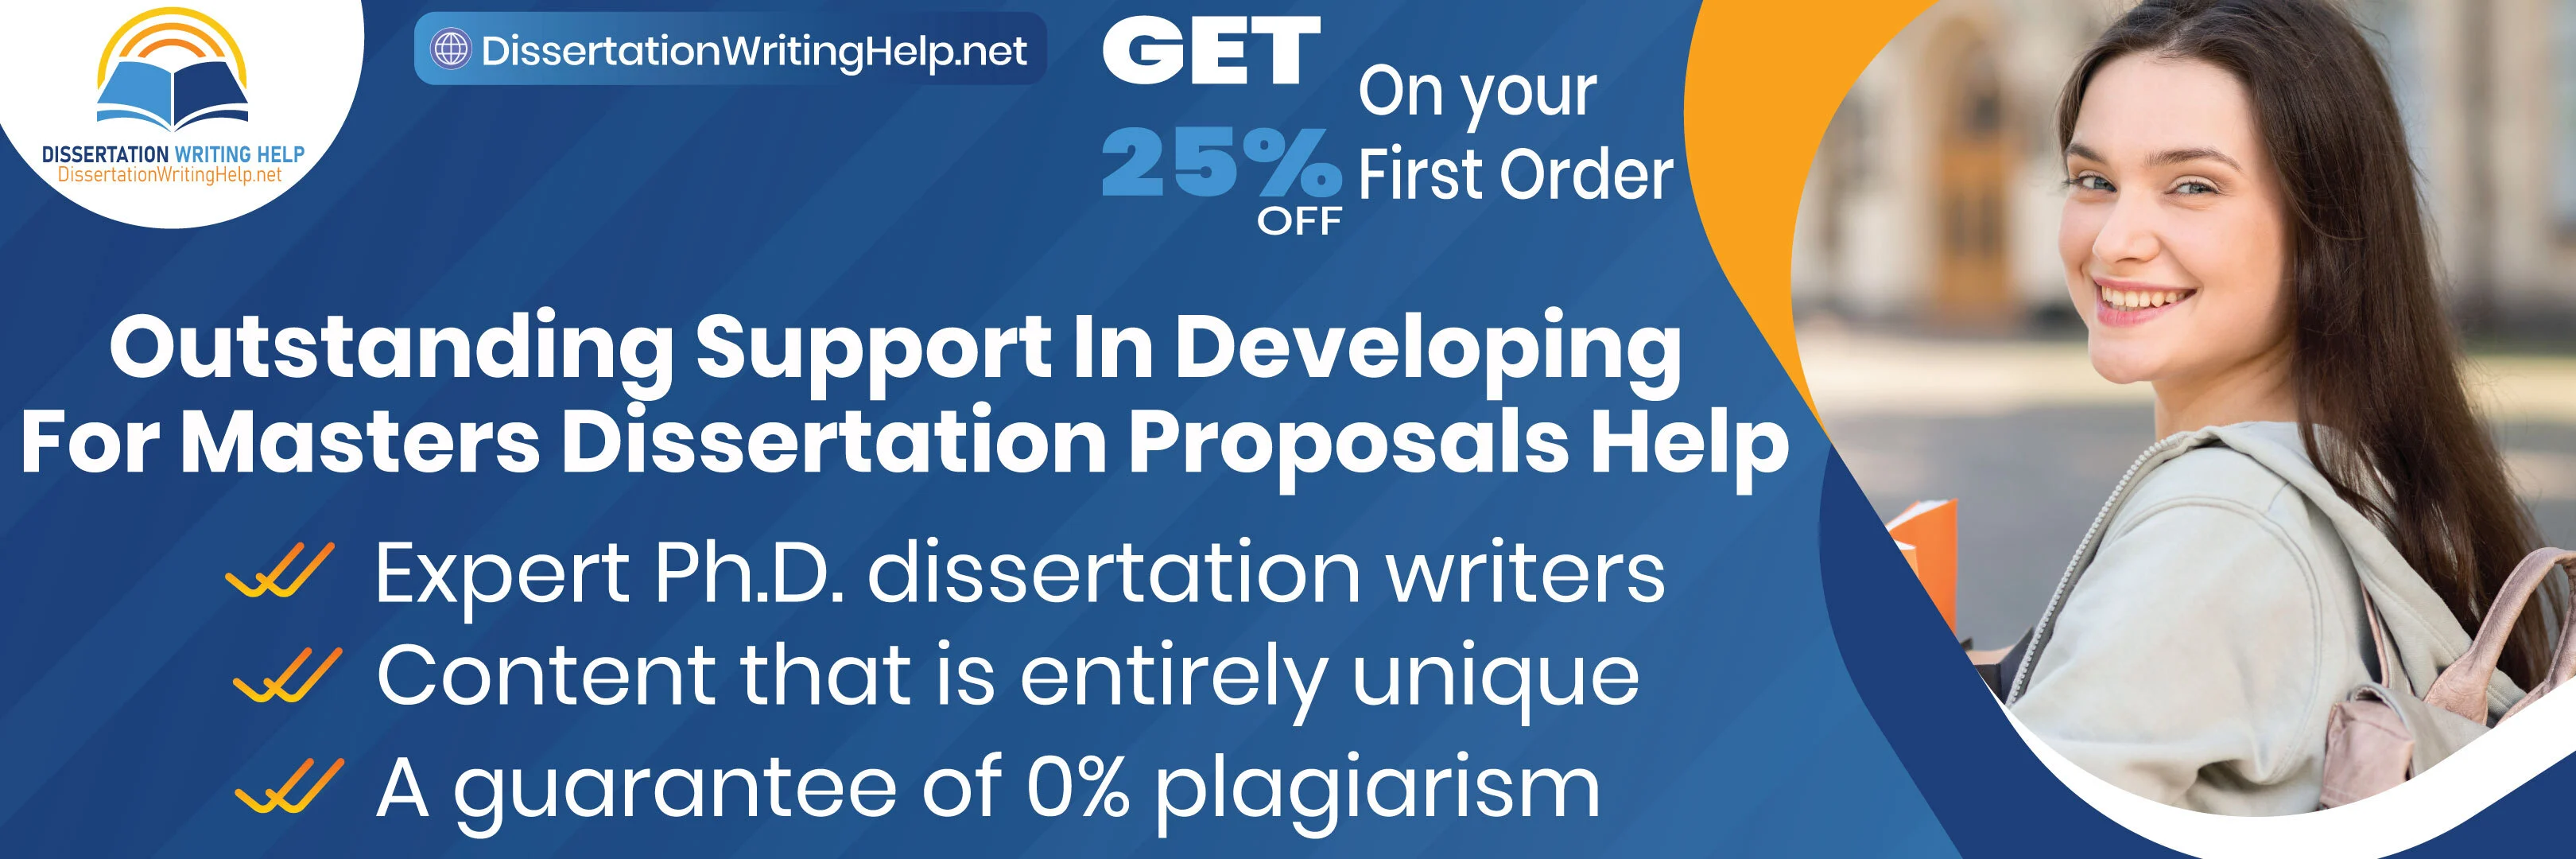 DISSERTATION WRITING HELP
DissertationWritingHelp.net
DissertationWritingHelp.net
GET
25%
OFF
On your
First Order
Outstanding Support In Developing
For Masters Dissertation Proposals Help
Expert Ph.D. dissertation writers
Content that is entirely unique
A guarantee of 0% plagiarism